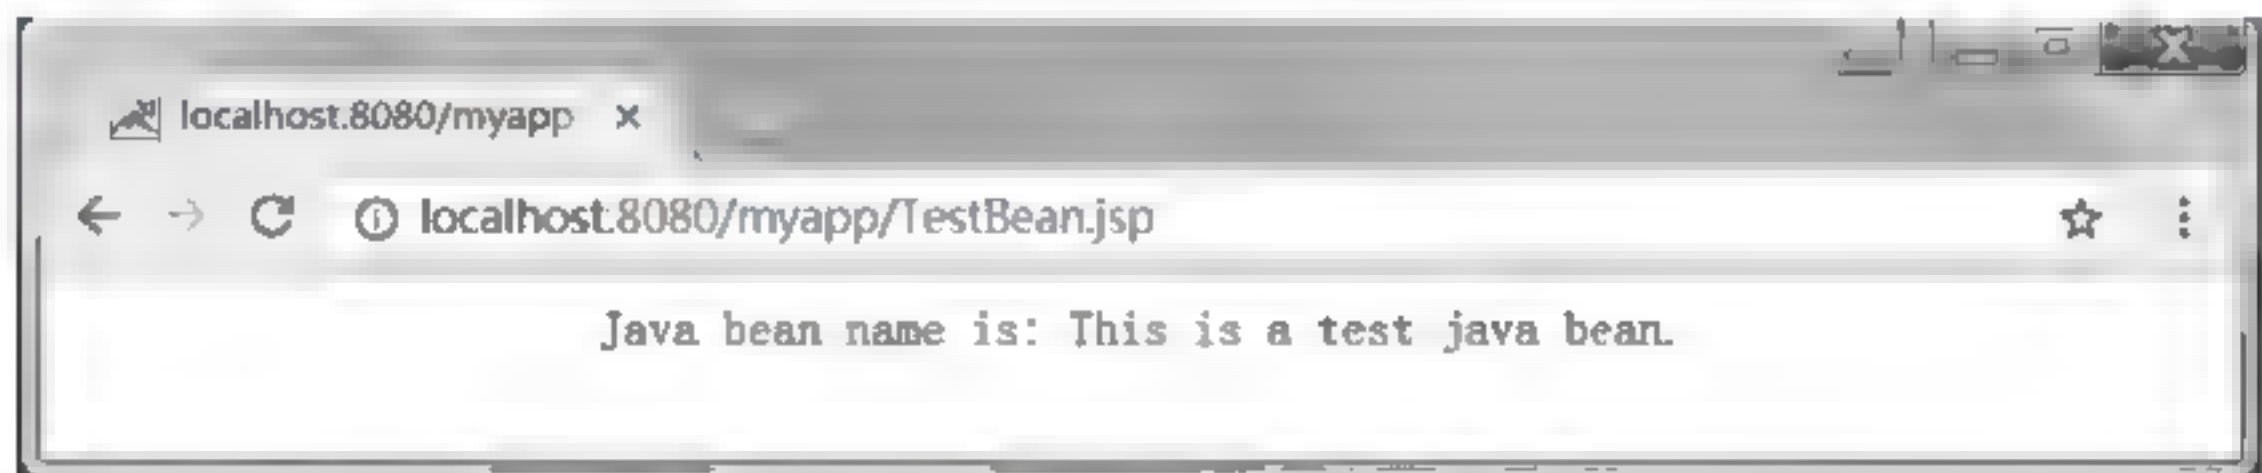 localhost:8080/myapp
localhost:8080/myapp/TestBean.jsp
Java bean name is: This is a test java bean.